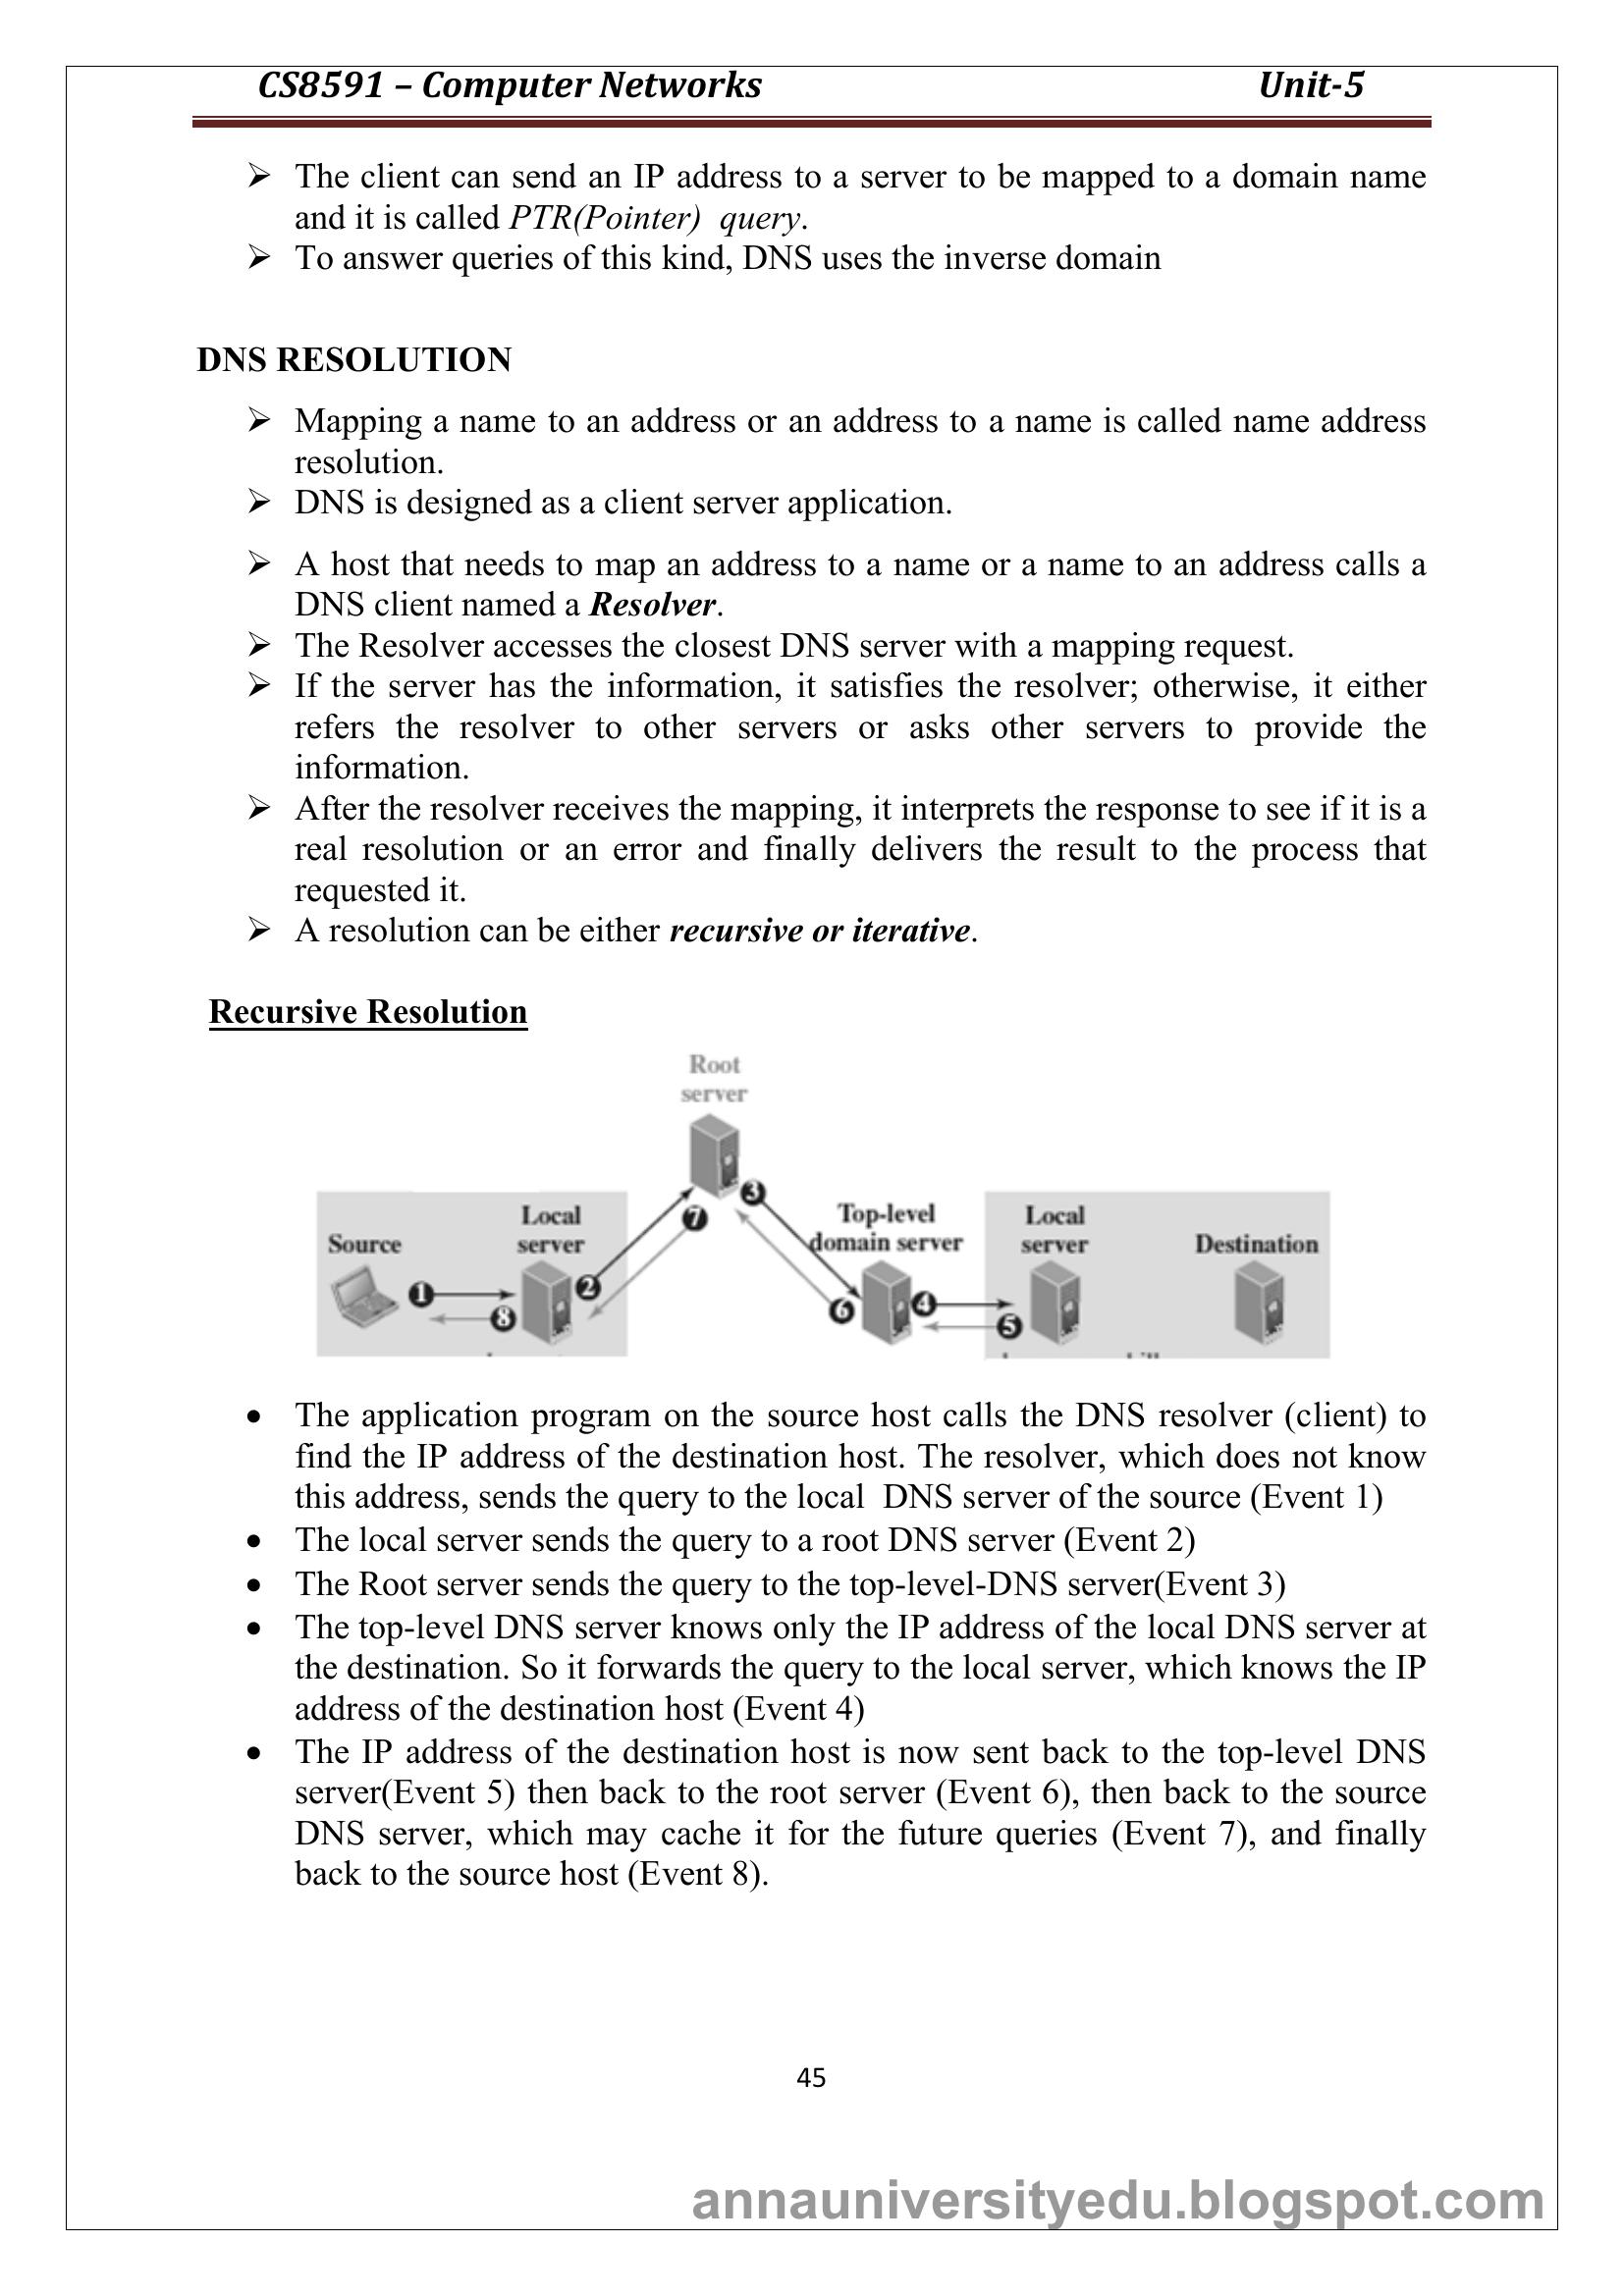 CS8591 – Computer Networks Unit-5
➢ The client can send an IP address to a server to be mapped to a domain name
and it is called PTR(Pointer) query.
➢ To answer queries of this kind, DNS uses the inverse domain
DNS RESOLUTION
➢ Mapping a name to an address or an address to a name is called name address
resolution.
➢ DNS is designed as a client server application.
➢ A host that needs to map an address to a name or a name to an address calls a
DNS client named a Resolver.
➢ The Resolver accesses the closest DNS server with a mapping request.
➢ If the server has the information, it satisfies the resolver; otherwise, it either
refers the resolver to other servers or asks other servers to provide the
information.
➢ After the resolver receives the mapping, it interprets the response to see if it is a
real resolution or an error and finally delivers the result to the process that
requested it.
➢ A resolution can be either recursive or iterative.
Recursive Resolution
Root
server
Source
Local
server
Top-level
domain server
Local
server
Destination
1
8
2
7
3
6
4
5
• The application program on the source host calls the DNS resolver (client) to
find the IP address of the destination host. The resolver, which does not know
this address, sends the query to the local DNS server of the source (Event 1)
• The local server sends the query to a root DNS server (Event 2)
• The Root server sends the query to the top-level-DNS server(Event 3)
• The top-level DNS server knows only the IP address of the local DNS server at
the destination. So it forwards the query to the local server, which knows the IP
address of the destination host (Event 4)
• The IP address of the destination host is now sent back to the top-level DNS
server(Event 5) then back to the root server (Event 6), then back to the source
DNS server, which may cache it for the future queries (Event 7), and finally
back to the source host (Event 8).
45
annauniversityedu.blogspot.com